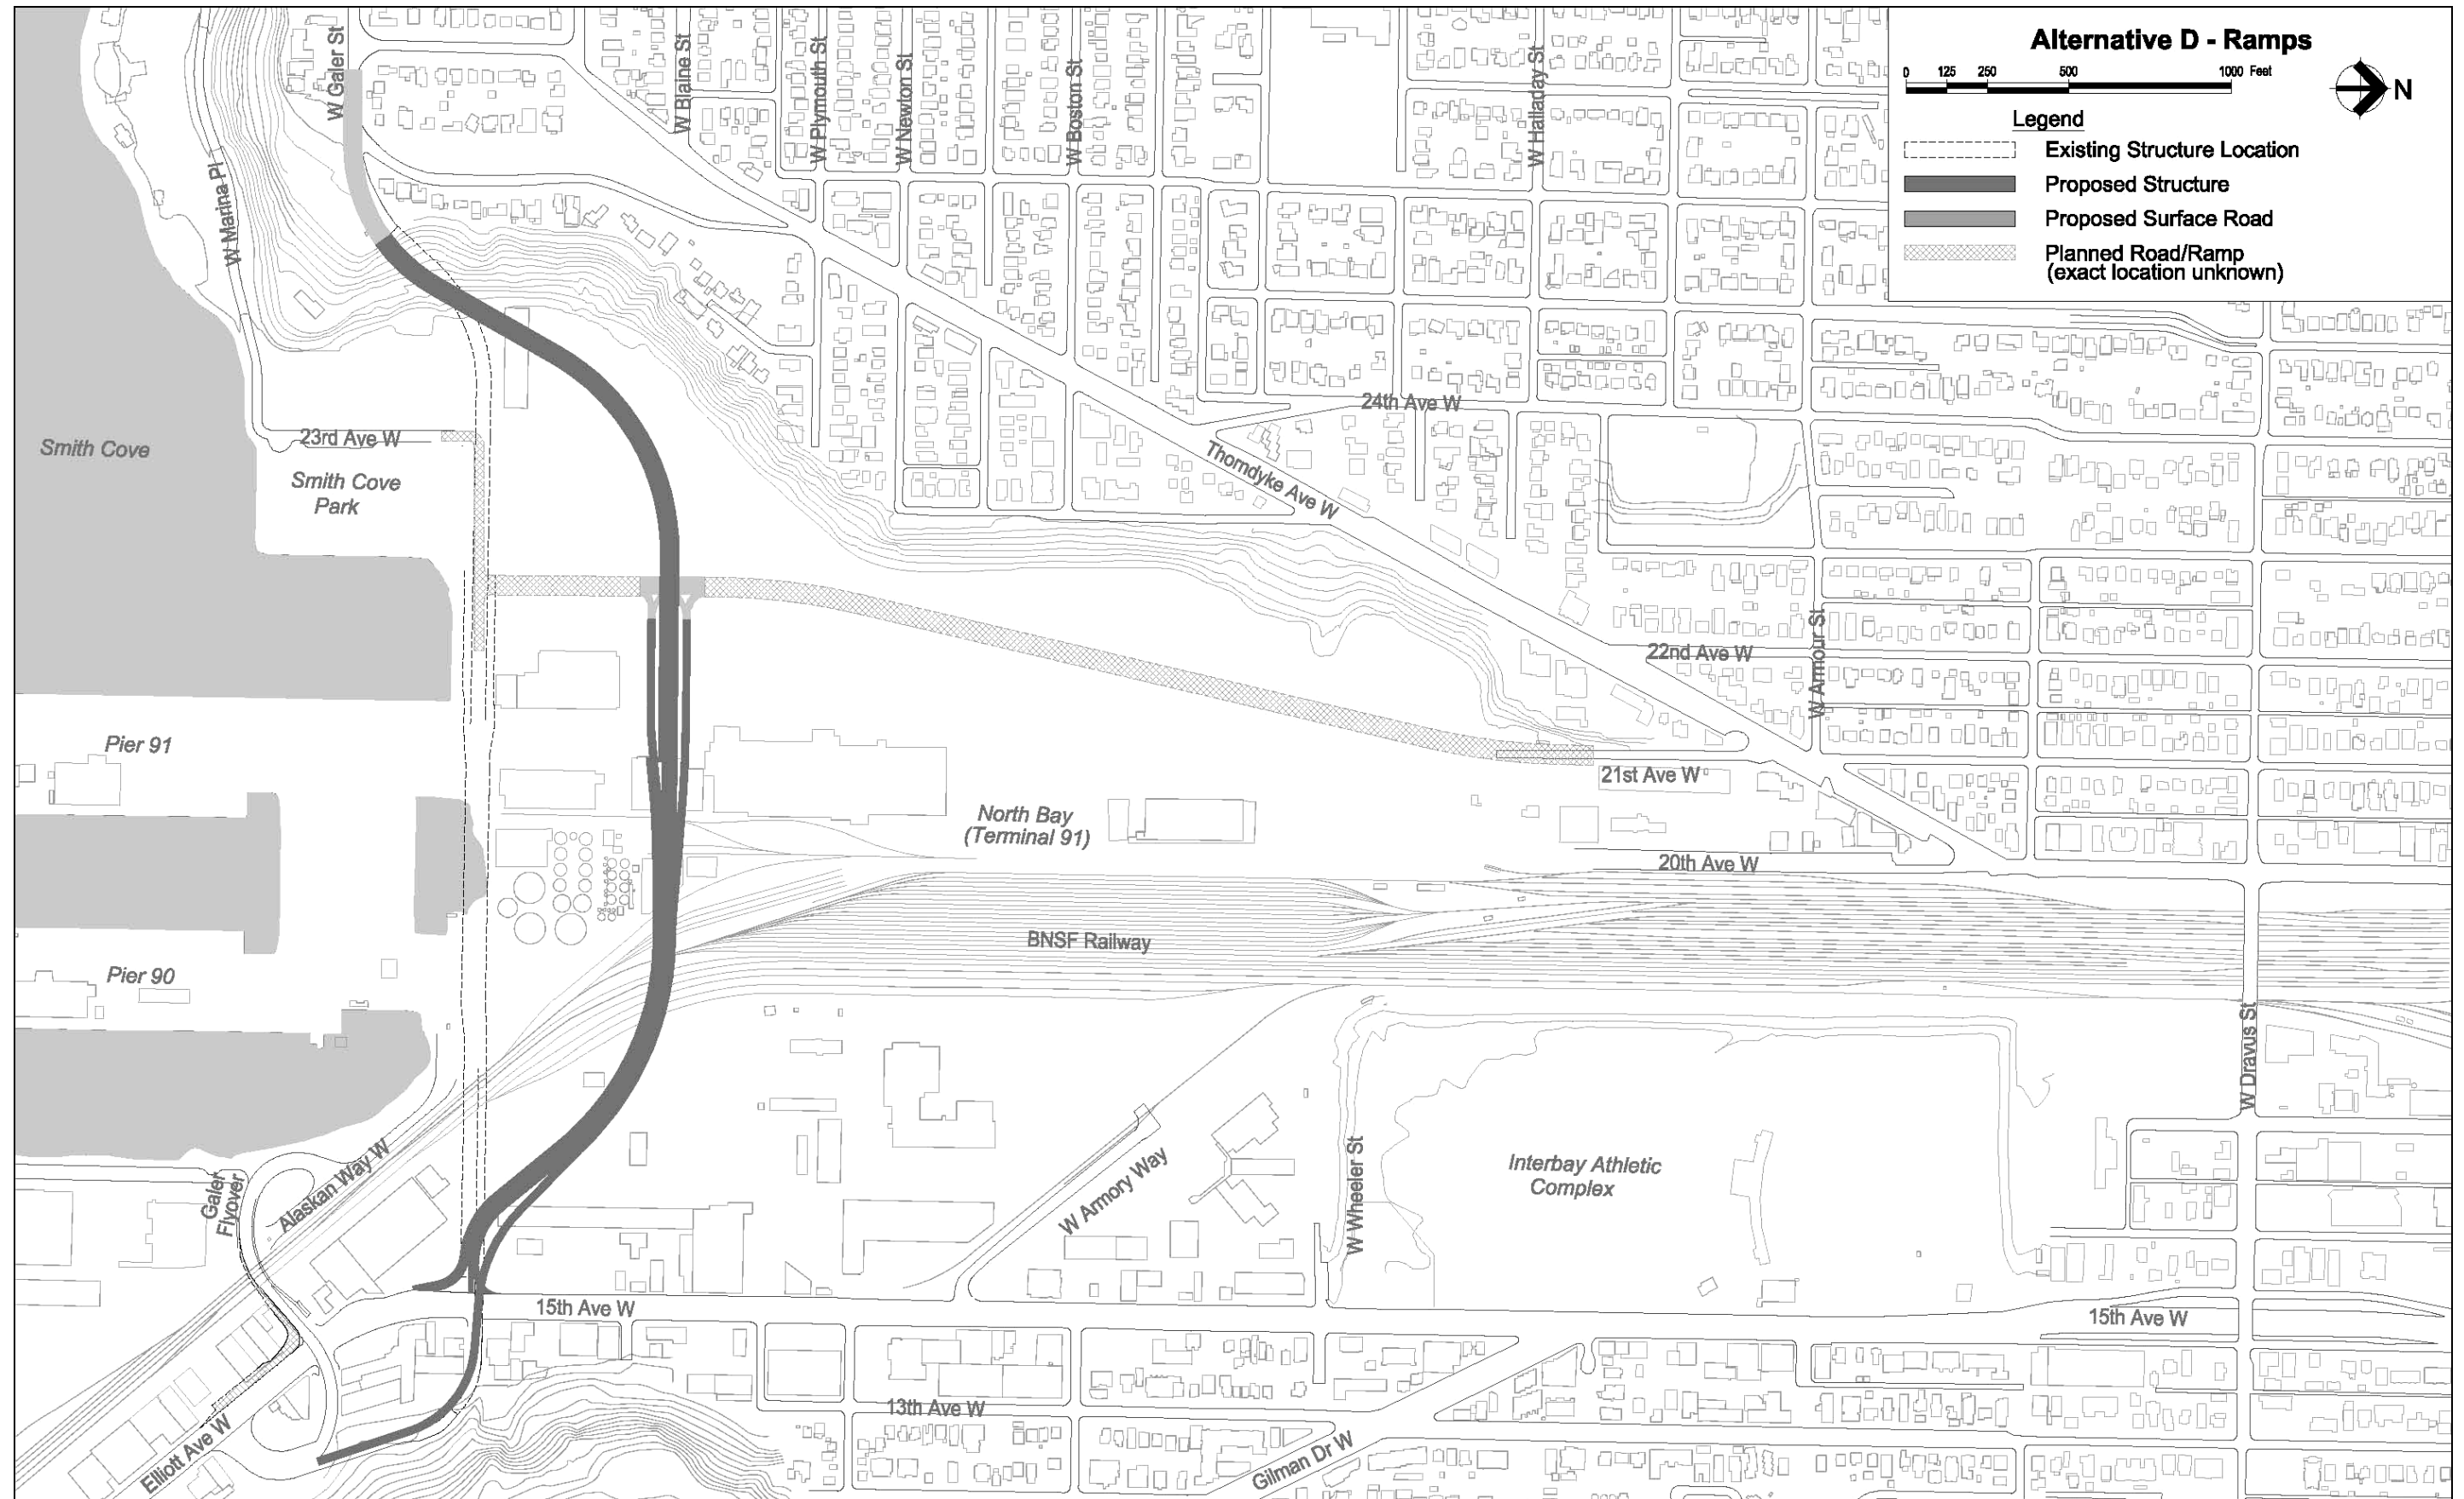 Alternative D - Ramps
0 125 250 500 1000 Feet
N
Legend
Existing Structure Location
Proposed Structure
Proposed Surface Road
Planned Road/Ramp
(exact location unknown)
W Galer St
W Blaine St
W Plymouth St
W Newton St
W Boston St
W Halladay St
W Marina Pl
24th Ave W
Thorndyke Ave W
23rd Ave W
Smith Cove
Smith Cove
Park
22nd Ave W
W Armour St
21st Ave W
Pier 91
North Bay
(Terminal 91)
20th Ave W
BNSF Railway
Pier 90
W Dravus St
Galer
Flyover
Alaskan Way W
W Armory Way
W Wheeler St
Interbay Athletic
Complex
15th Ave W
15th Ave W
13th Ave W
Elliott Ave W
Gilman Dr W